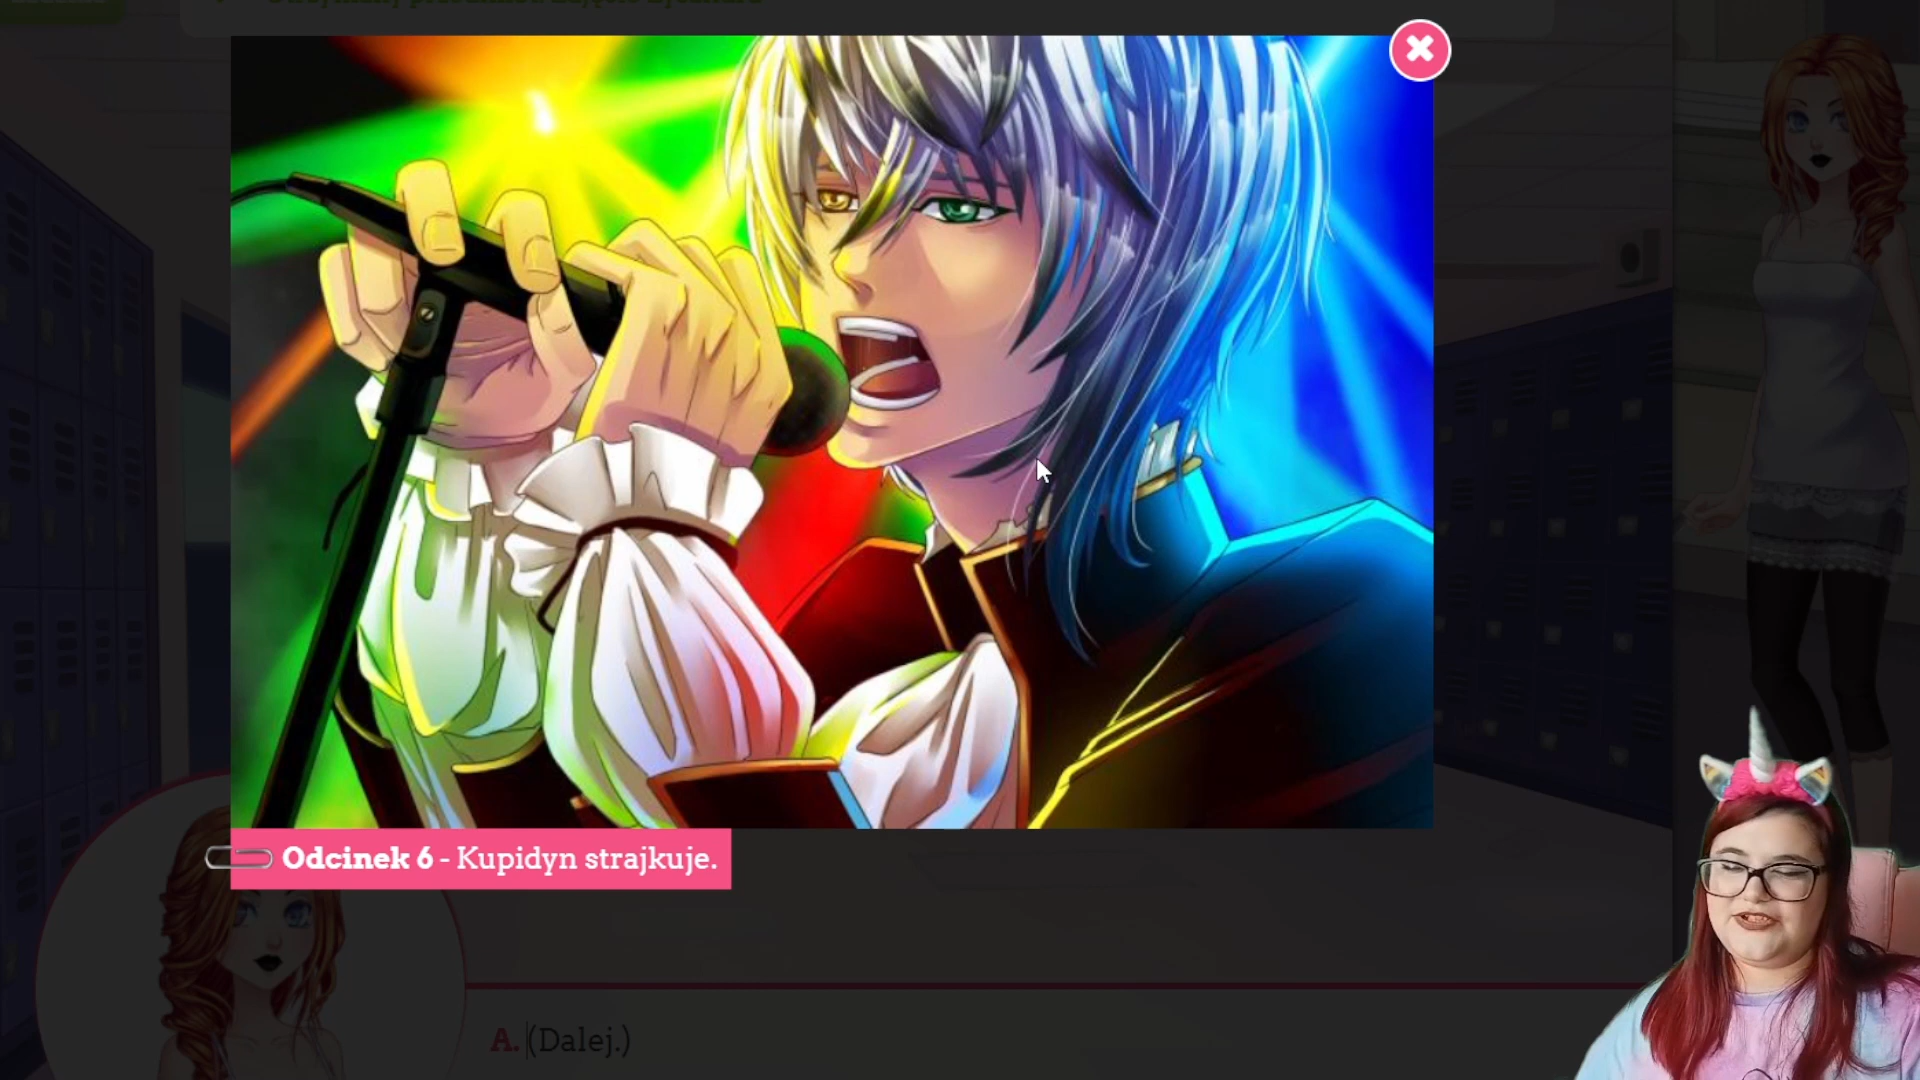 Odcinek 6 - Kupidyn strajkuje.
A. (Dalej.)